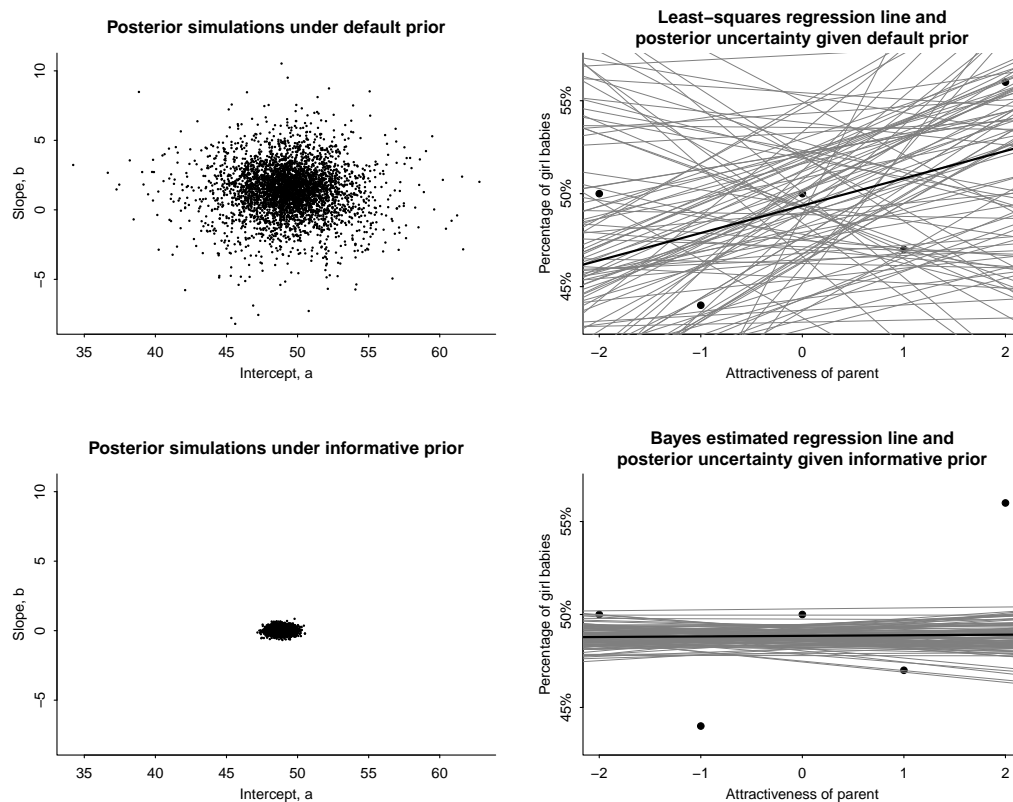 Posterior simulations under default prior
10
5
0
−5
Slope, b
35 40 45 50 55 60
Intercept, a
Least−squares regression line and
posterior uncertainty given default prior
55%
50%
45%
Percentage of girl babies
−2 −1 0 1 2
Attractiveness of parent
Posterior simulations under informative prior
10
5
0
−5
Slope, b
35 40 45 50 55 60
Intercept, a
Bayes estimated regression line and
posterior uncertainty given informative prior
55%
50%
45%
Percentage of girl babies
−2 −1 0 1 2
Attractiveness of parent